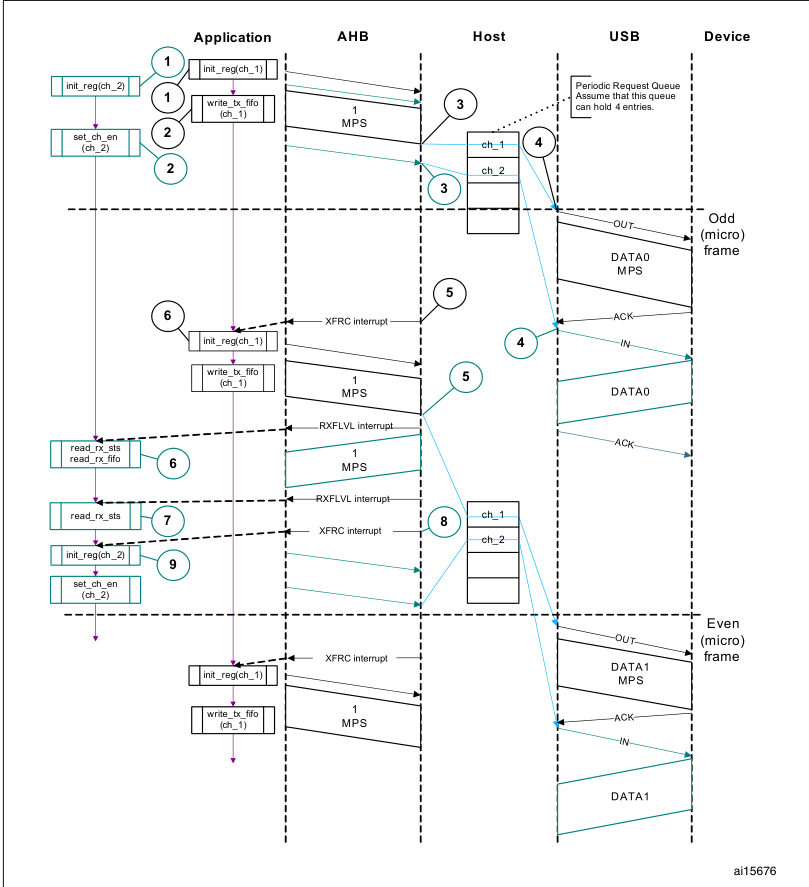 Application AHB Host USB Device
1
init_reg(ch_1)
init_reg(ch_2)
1
write_tx_fifo
(ch_1)
2
1
MPS
3
Periodic Request Queue
Assume that this queue
can hold 4 entries.
set_ch_en
(ch_2)
2
ch_1
4
ch_2
3
Odd
(micro)
frame
OUT
DATA0
MPS
5
6
XFRC interrupt
ACK
init_reg(ch_1)
4
IN
write_tx_fifo
(ch_1)
1
MPS
5
DATA0
RXFLVL interrupt
ACK
read_rx_sts
read_rx_fifo
6
1
MPS
RXFLVL interrupt
read_rx_sts
7
ch_1
8
XFRC interrupt
ch_2
init_reg(ch_2)
9
set_ch_en
(ch_2)
Even
(micro)
frame
OUT
XFRC interrupt
DATA1
MPS
init_reg(ch_1)
write_tx_fifo
(ch_1)
1
MPS
ACK
IN
DATA1
ai15676